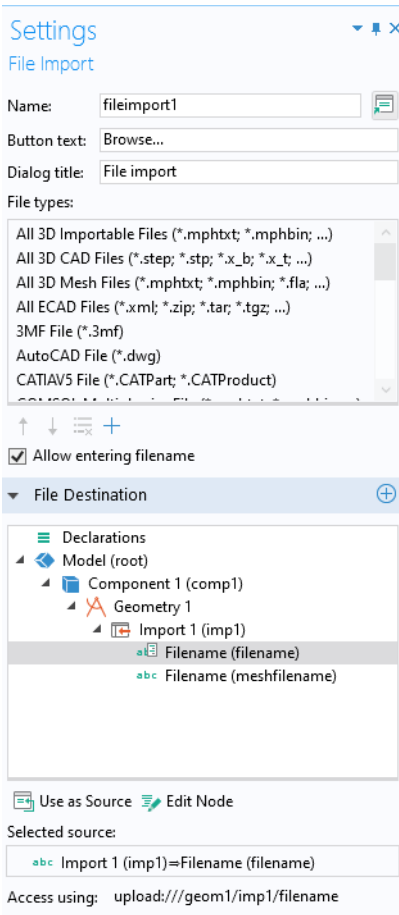 Settings
File Import
Name: fileimport1
Button text: Browse...
Dialog title: File import
File types:
All 3D Importable Files (*.mphtxt; *.mphbin; ...)
All 3D CAD Files (*.step; *.stp; *.x_b; *.x_t; ...)
All 3D Mesh Files (*.mphtxt; *.mphbin; *.fla; ...)
All ECAD Files (*.xml; *.zip; *.tar; *.tgz; ...)
3MF File (*.3mf)
AutoCAD File (*.dwg)
CATIAV5 File (*.CATPart; *.CATProduct)
Allow entering filename
File Destination
Declarations
Model (root)
Component 1 (comp1)
Geometry 1
Import 1 (imp1)
Filename (filename)
abc Filename (meshfilename)
Use as Source Edit Node
Selected source:
abc Import 1 (imp1)⇒Filename (filename)
Access using: upload:///geom1/imp1/filename